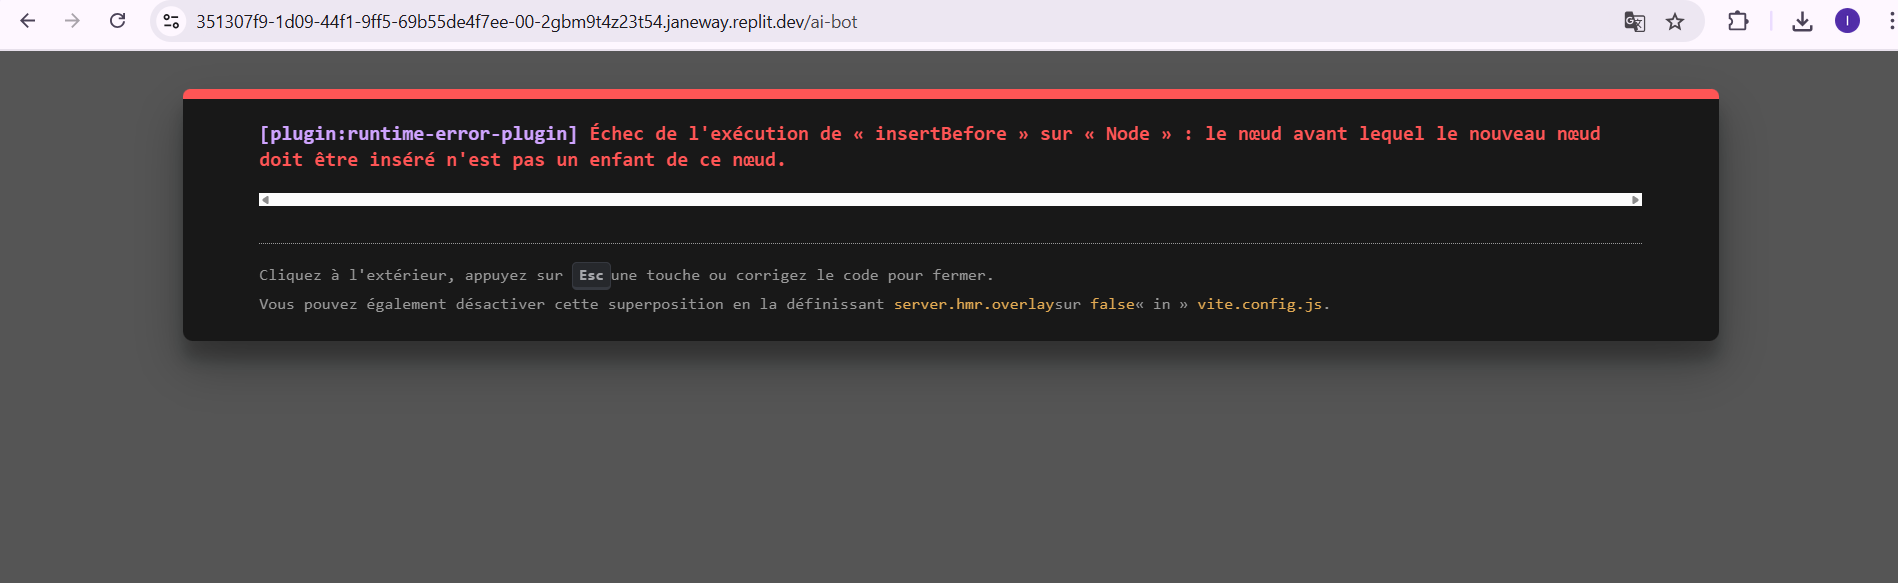 351307f9-1d09-44f1-9ff5-69b55de4f7ee-00-2gbm9t4z23t54.janeway.replit.dev/ai-bot
I
[plugin:runtime-error-plugin] Échec de l'exécution de « insertBefore » sur « Node » : le nœud avant lequel le nouveau nœud
doit être inséré n'est pas un enfant de ce nœud.
Cliquez à l'extérieur, appuyez sur Esc une touche ou corrigez le code pour fermer.
Vous pouvez également désactiver cette superposition en la définissant server.hmr.overlaysur false« in » vite.config.js.